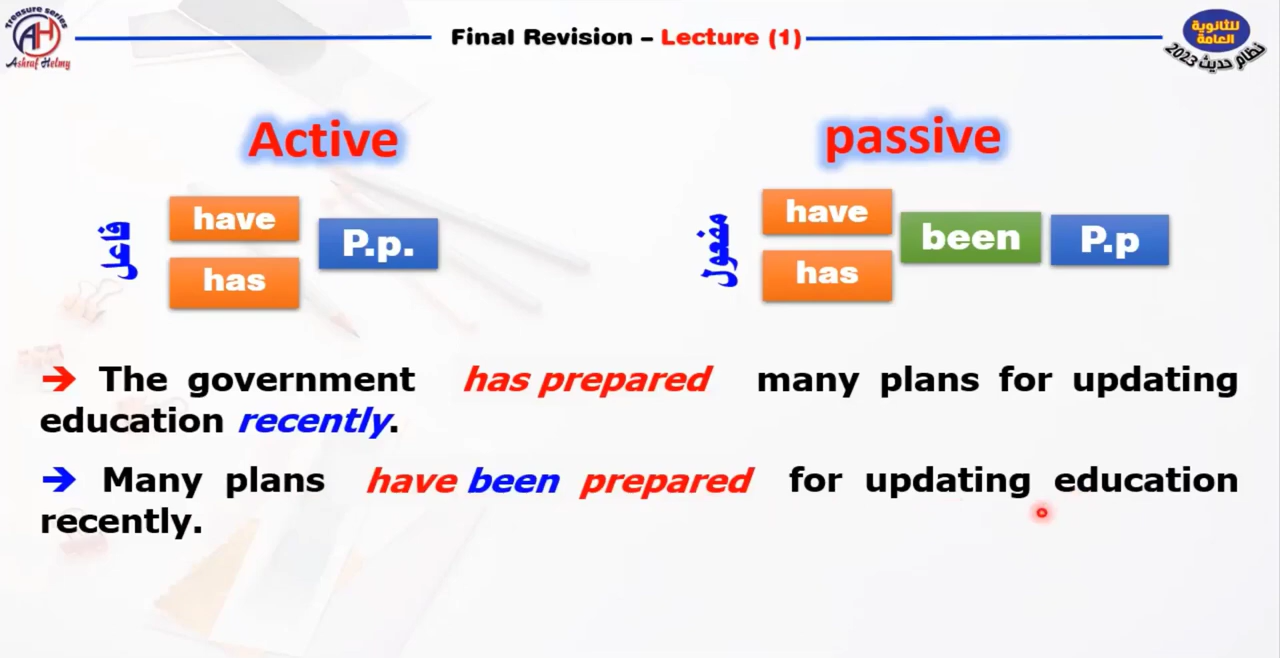 Treasure series
AH
Ashraf Helmy
Final Revision – Lecture (1)
للثانوية
العامة
نظام حديث 2023
Active
passive
فاعل
have
has
P.p.
مفعول
have
has
been
P.p
➔ The government has prepared many plans for updating
education recently.
➔ Many plans have been prepared for updating education
recently.